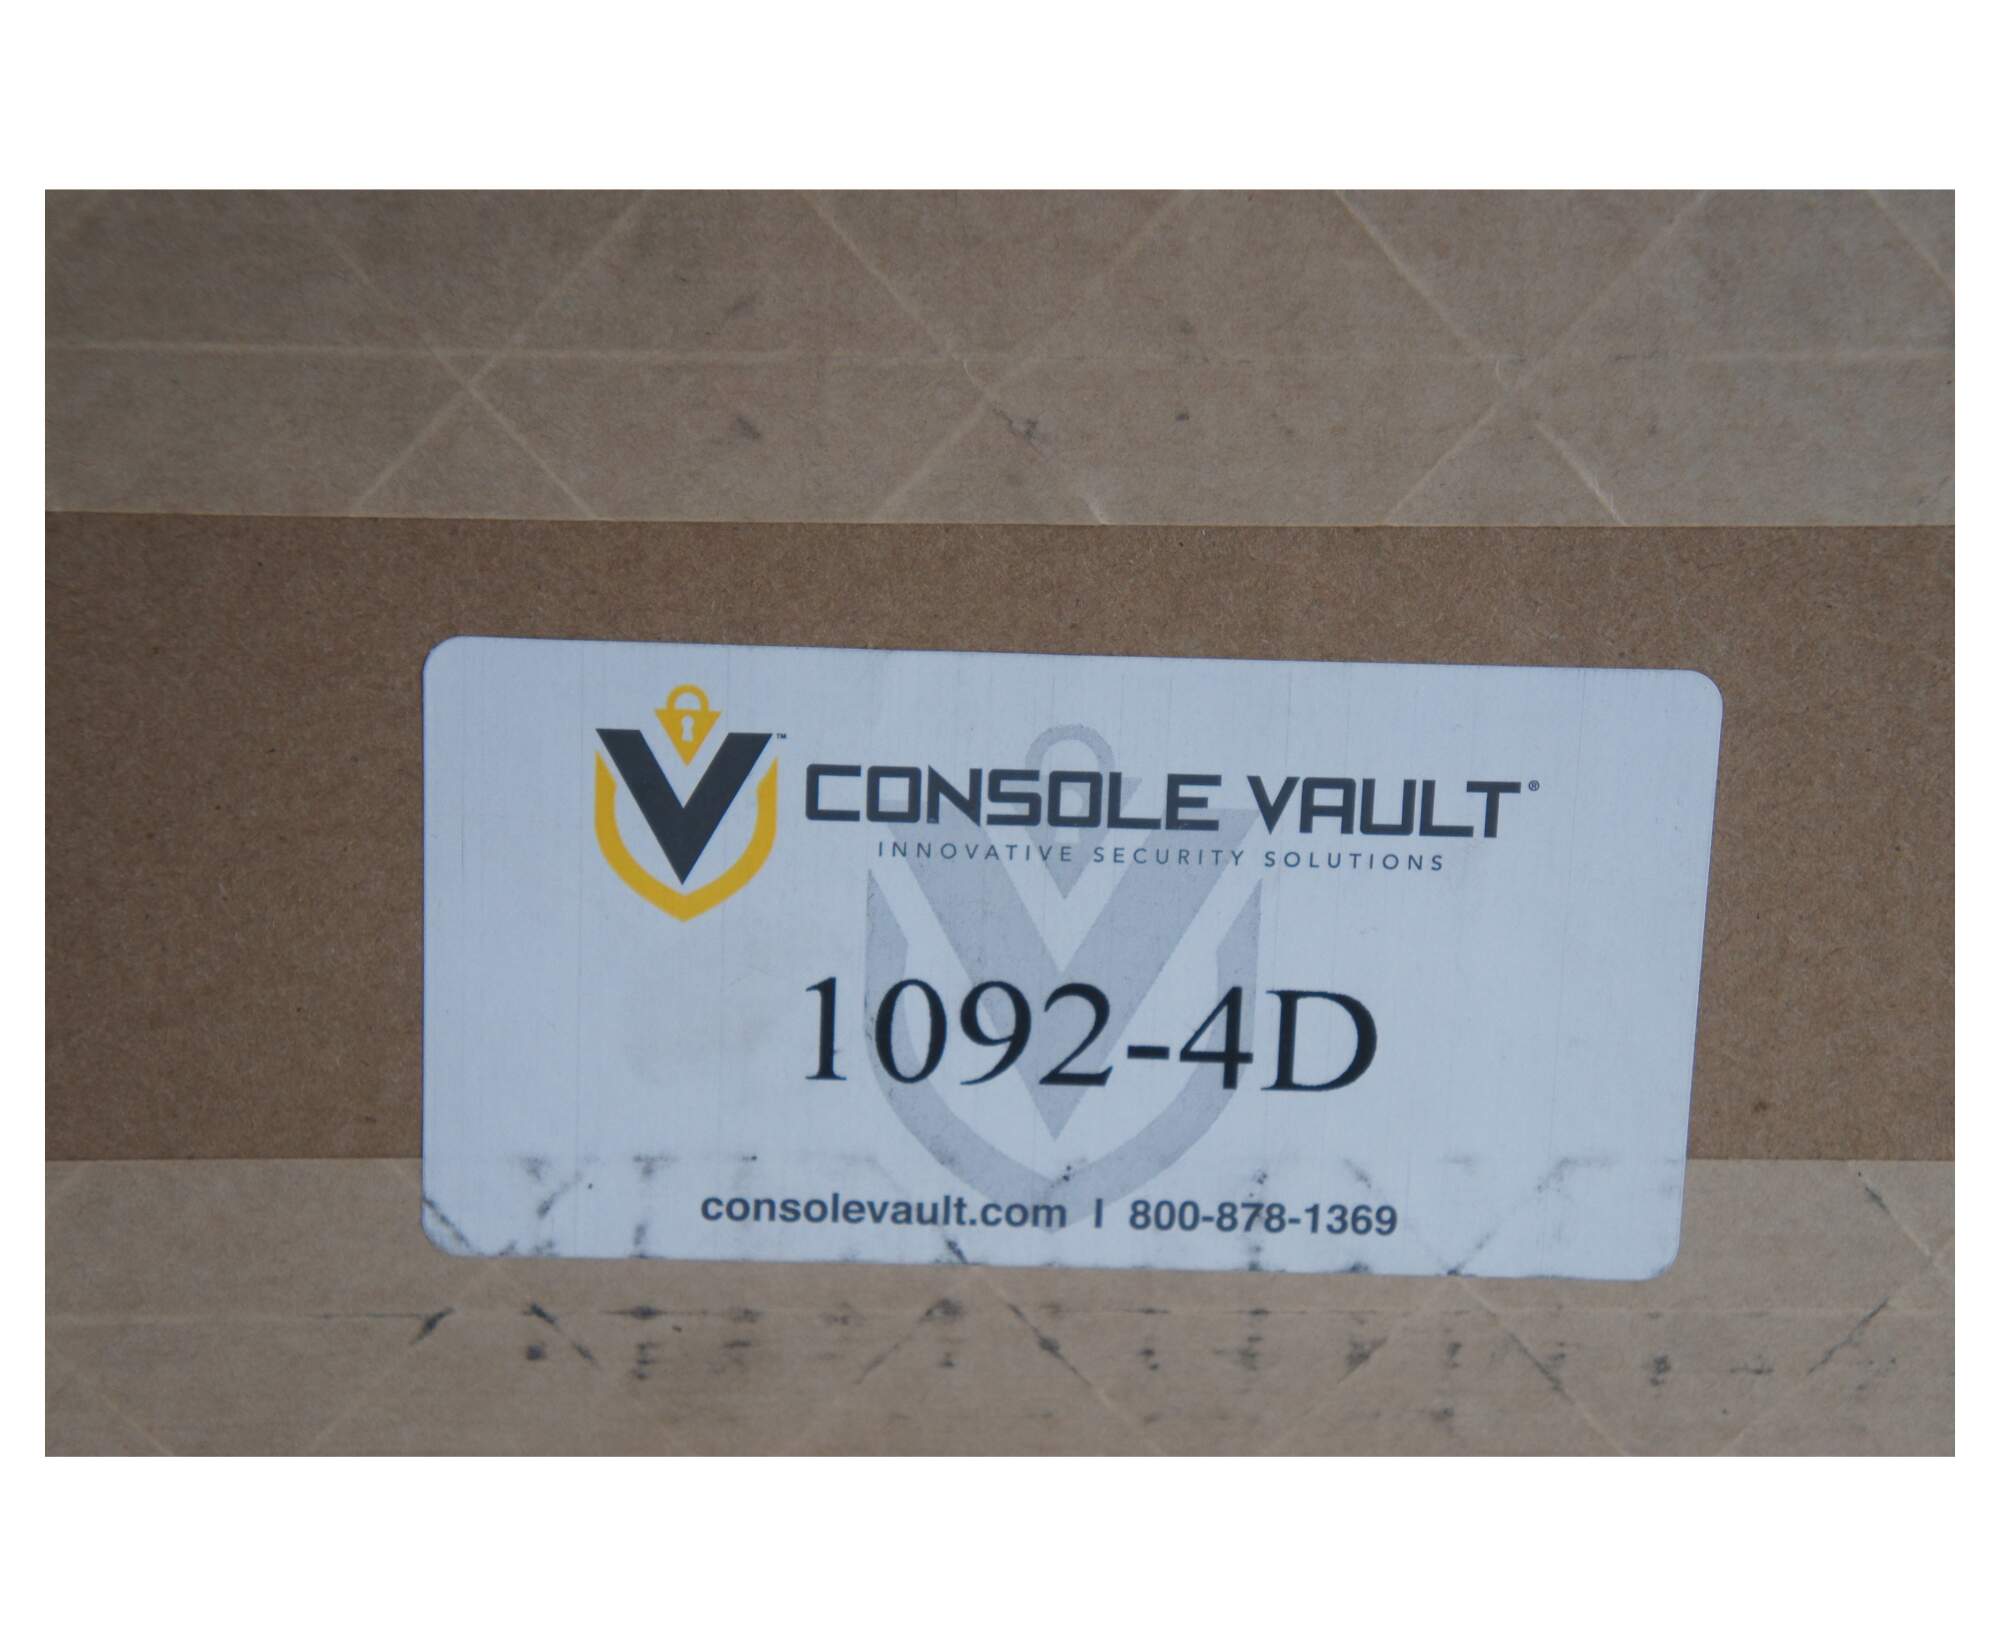 CONSOLE VAULT®
INNOVATIVE SECURITY SOLUTIONS
1092-4D
consolevault.com | 800-878-1369